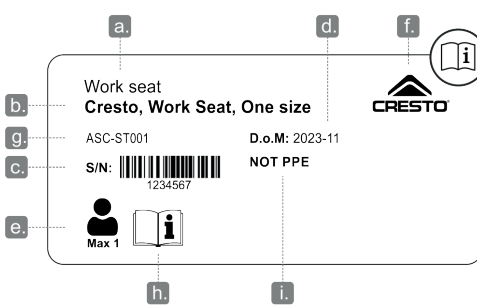 a.
d.
f.
i
Work seat
b.
Cresto, Work Seat, One size
CRESTO
g.
ASC-ST001
D.o.M: 2023-11
c.
S/N:
NOT PPE
1234567
e.
Max 1
i
h.
i.